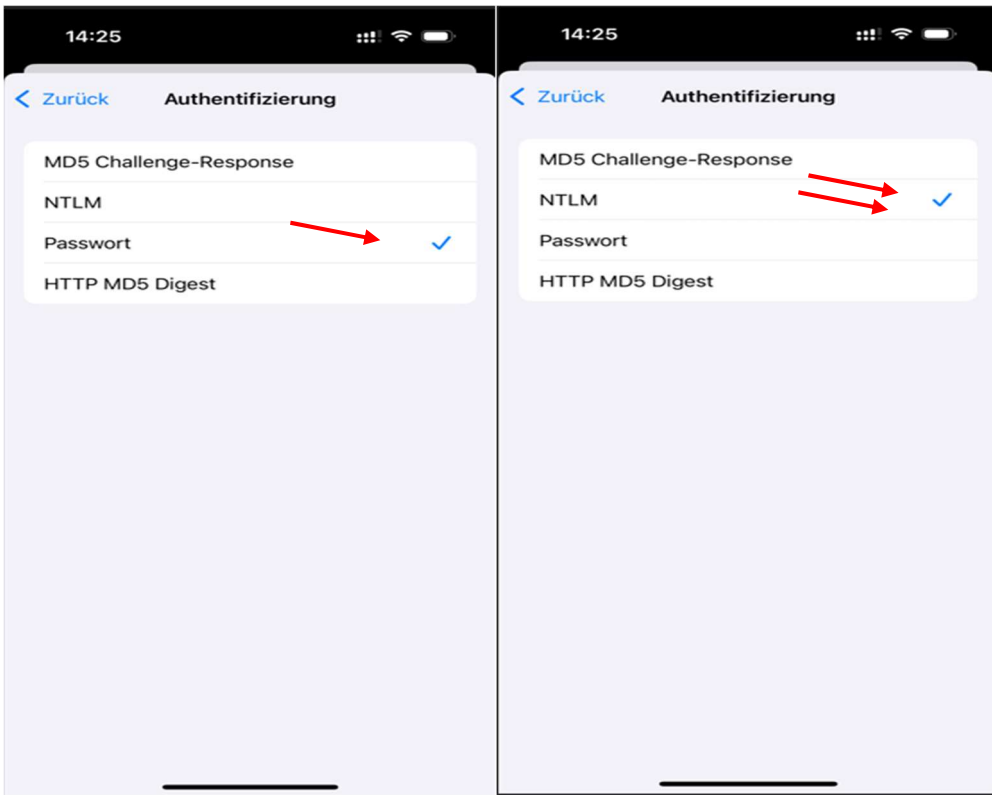 14:25
Zurück Authentifizierung
MD5 Challenge-Response
NTLM
Passwort
HTTP MD5 Digest
14:25
Zurück Authentifizierung
MD5 Challenge-Response
NTLM
Passwort
HTTP MD5 Digest